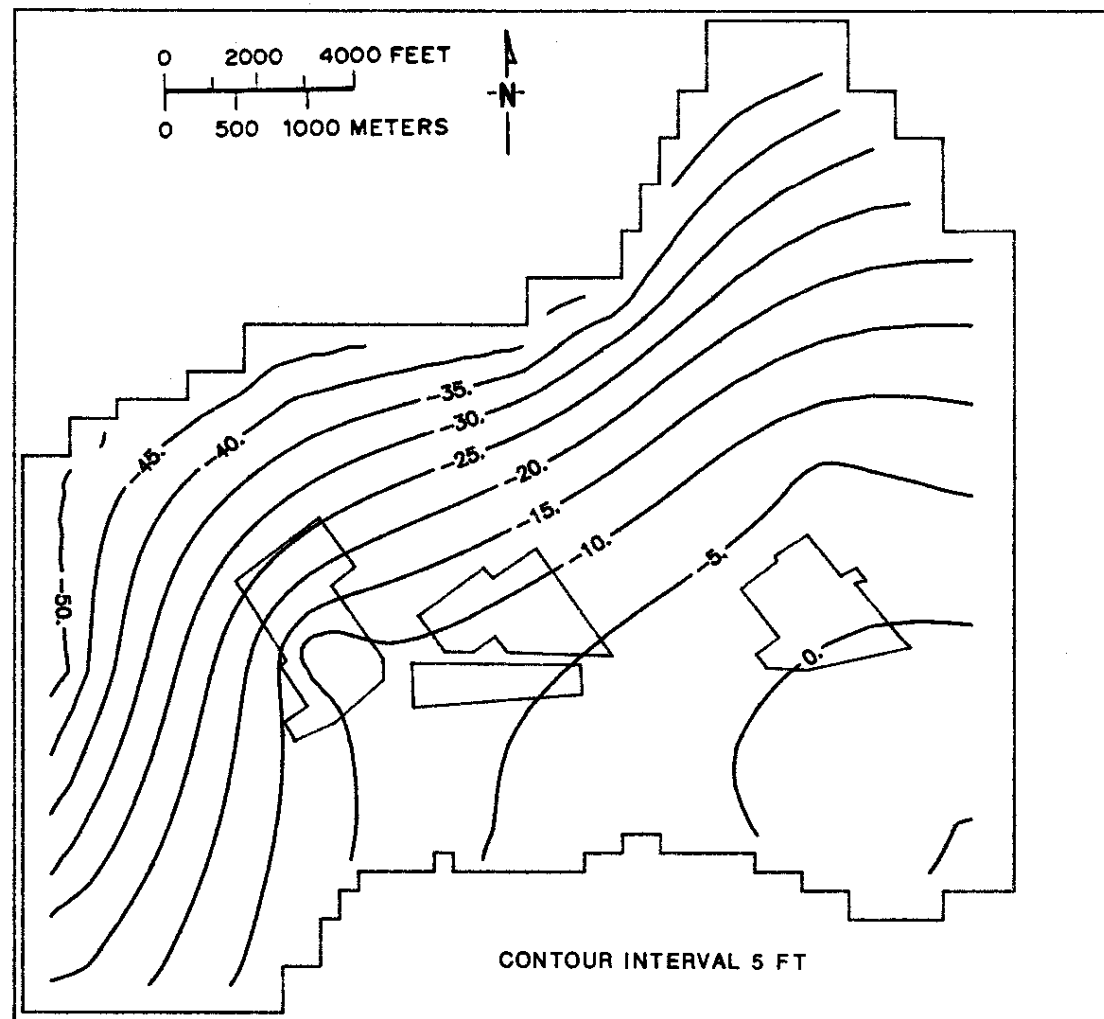 0 2000 4000 FEET
0 500 1000 METERS
N
-35.
-30.
-45.
-40.
-25.
-20.
-15.
-10.
-5.
-50.
0.
CONTOUR INTERVAL 5 FT